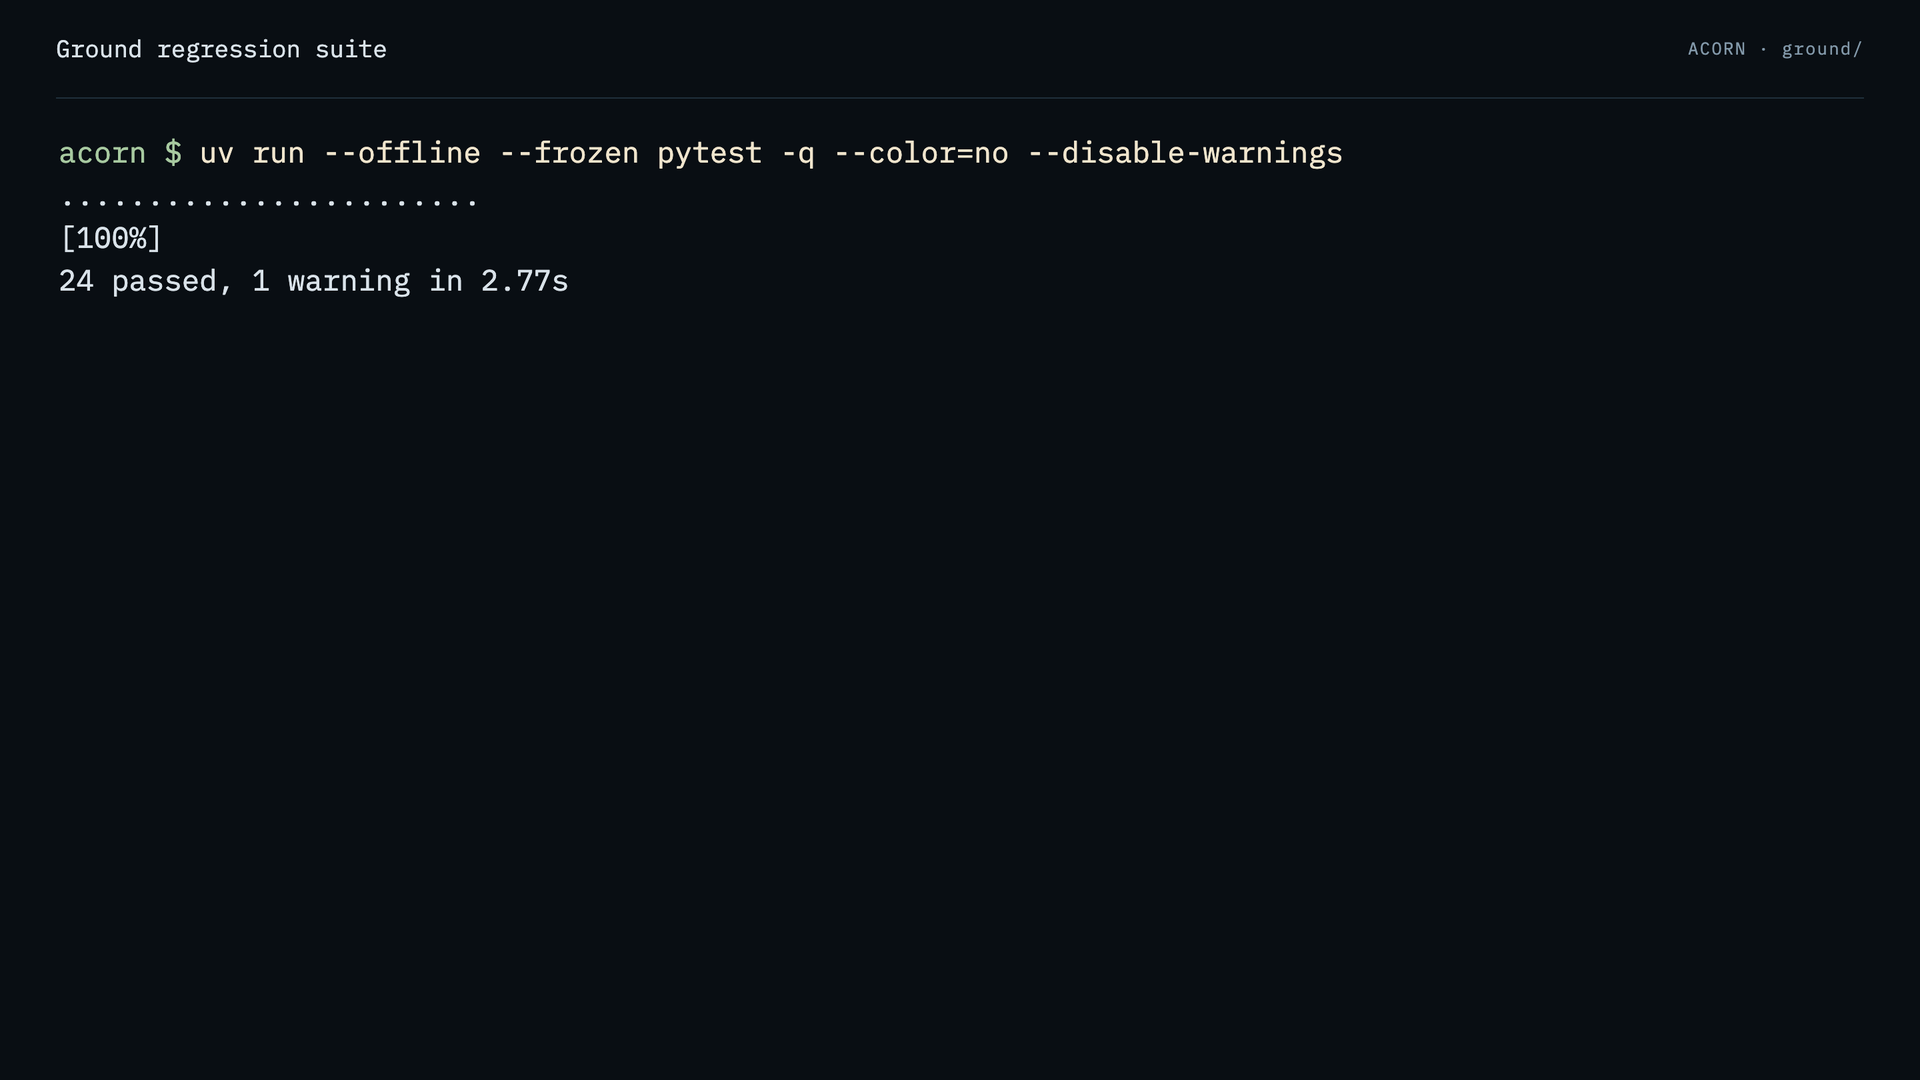 Ground regression suite
ACORN · ground/
acorn $ uv run --offline --frozen pytest -q --color=no --disable-warnings
........................
[100%]
24 passed, 1 warning in 2.77s